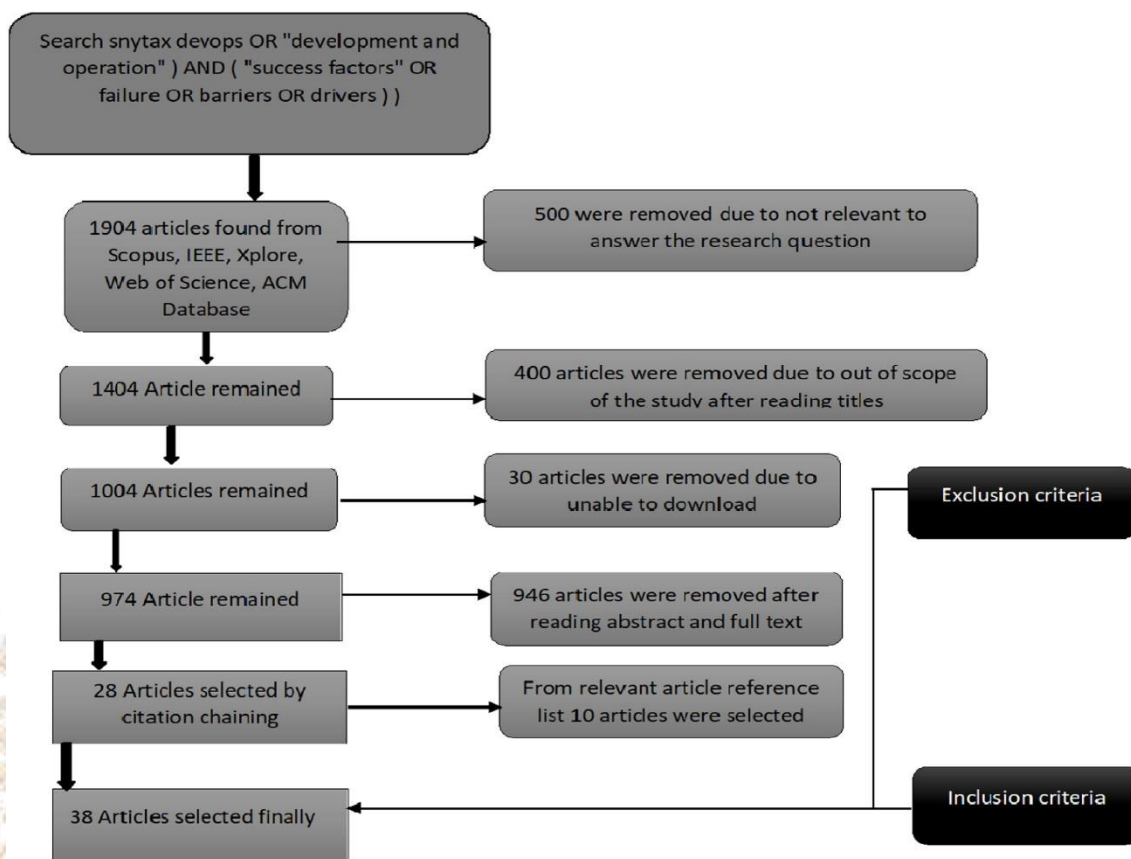 Search snytax devops OR "development and
operation" ) AND ( "success factors" OR
failure OR barriers OR drivers ) )
1904 articles found from
Scopus, IEEE, Xplore,
Web of Science, ACM
Database
500 were removed due to not relevant to
answer the research question
1404 Article remained
400 articles were removed due to out of scope
of the study after reading titles
1004 Articles remained
30 articles were removed due to
unable to download
Exclusion criteria
974 Article remained
946 articles were removed after
reading abstract and full text
28 Articles selected by
citation chaining
From relevant article reference
list 10 articles were selected
38 Articles selected finally
Inclusion criteria